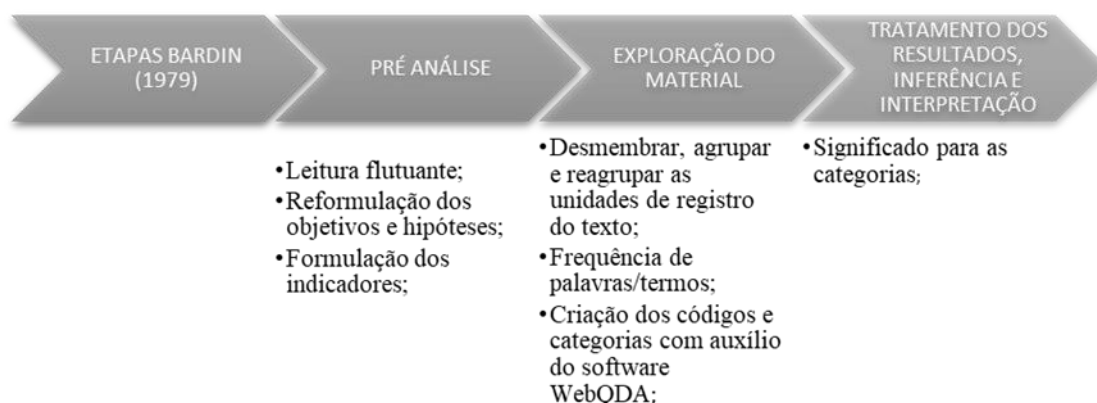 ETAPAS BARDIN
(1979)
PRÉ ANÁLISE
•Leitura flutuante;
•Reformulação dos
objetivos e hipóteses;
•Formulação dos
indicadores;
EXPLORAÇÃO DO
MATERIAL
•Desmembrar, agrupar
e reagrupar as
unidades de registro
do texto;
•Frequência de
palavras/termos;
•Criação dos códigos e
categorias com auxílio
do software
WebQDA;
TRATAMENTO DOS
RESULTADOS,
INFERÊNCIA E
INTERPRETAÇÃO
•Significado para as
categorias;